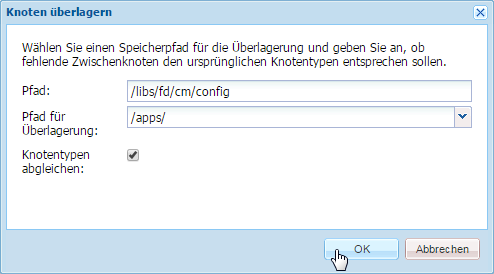 Knoten überlagern
Wählen Sie einen Speicherpfad für die Überlagerung und geben Sie an, ob
fehlende Zwischenknoten den ursprünglichen Knotentypen entsprechen sollen.
Pfad: /libs/fd/cm/config
Pfad für
Überlagerung: /apps/
Knotentypen
abgleichen:
OK Abbrechen